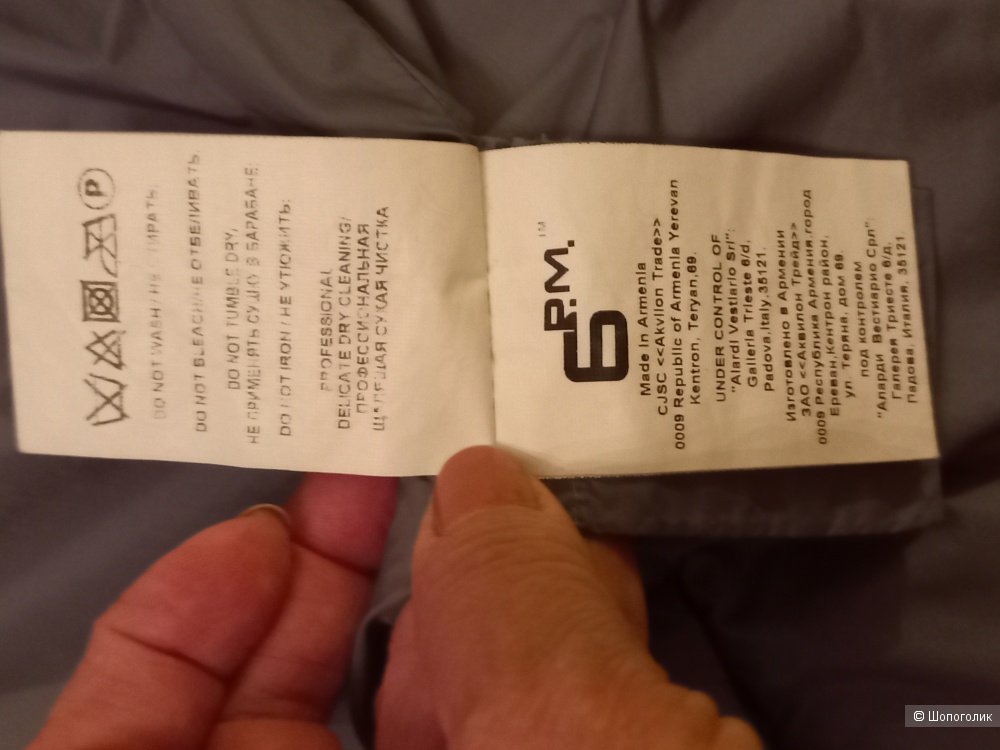 P
DO NOT WASH / НЕ СТИРАТЬ.
DO NOT BLEACH/НЕ ОТБЕЛИВАТЬ.
DO NOT TUMBLE DRY,
НЕ ПРИМЕНЯТЬ СУШКУ В БАРАБАНЕ.
DO NOT IRON / НЕ УТЮЖИТЬ:
PROFESSIONAL
DELICATE DRY CLEANING/
ПРОФЕССИОНАЛЬНАЯ
ЩАДЯЩАЯ СУХАЯ ЧИСТКА
6 P.M. ™
Made in Armenia
CJSC <<Akvilon Trade>>
0009 Republic of Armenia Yerevan
Kentron, Teryan,69.
UNDER CONTROL OF
"Alardi Vestiario Srl":
Galleria Trieste 6/d,
Padova,Italy.35121.
Изготовлено в Армении
ЗАО <<Аквилон Трейд>>
0009 Республика Армения,город
Ереван,Кентрон район,
ул. Теряна, дом 69.
под контролем
"Аларди Вестиарио Срл":
Галерея Триесте 6/д,
Падова, Италия. 35121
© Шопоголик